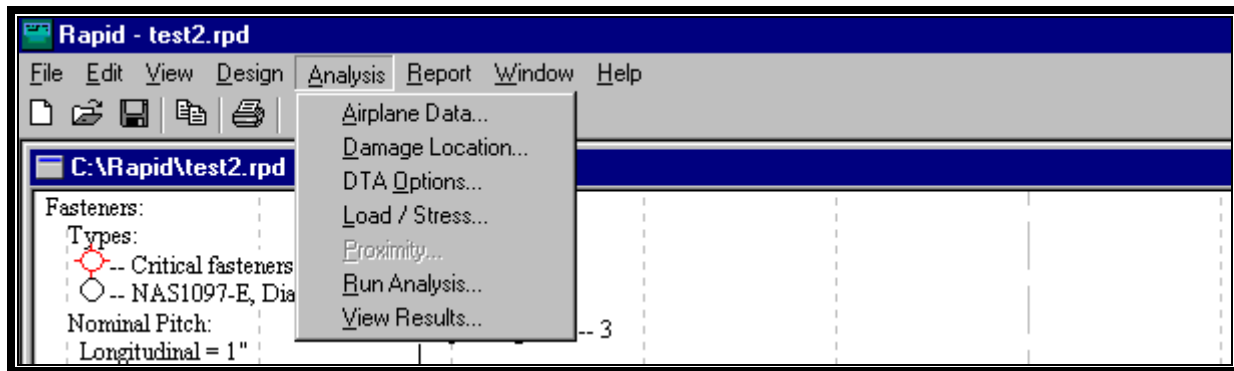 Rapid - test2.rpd
File Edit View Design Analysis Report Window Help
Airplane Data...
Damage Location...
DTA Options...
Load / Stress...
Proximity...
Run Analysis...
View Results...
C:\Rapid\test2.rpd
Fasteners:
Types:
-- Critical fasteners
-- NAS1097-E, Dia
Nominal Pitch:
-- 3
Longitudinal = 1"